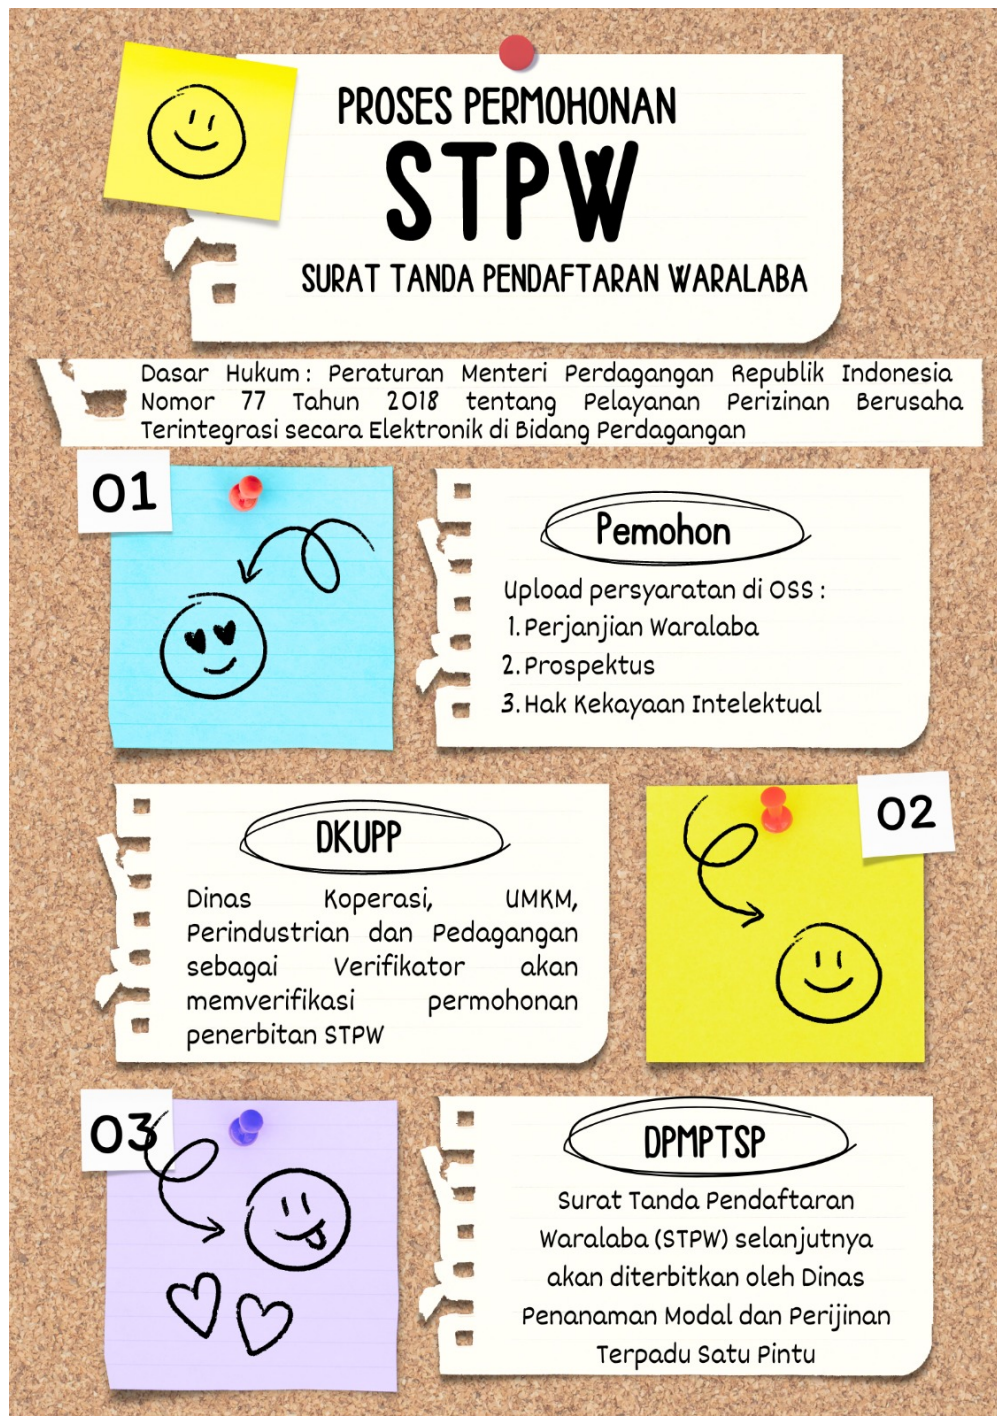 PROSES PERMOHONAN
STPW
SURAT TANDA PENDAFTARAN WARALABA
Dasar Hukum : Peraturan Menteri Perdagangan Republik Indonesia
Nomor 77 Tahun 2018 tentang Pelayanan Perizinan Berusaha
Terintegrasi secara Elektronik di Bidang Perdagangan
01
Pemohon
Upload persyaratan di OSS :
1. Perjanjian Waralaba
2. Prospektus
3. Hak Kekayaan Intelektual
02
DKUPP
Dinas Koperasi, UMKM,
Perindustrian dan Pedagangan
sebagai Verifikator akan
memverifikasi permohonan
penerbitan STPW
03
DPMPTSP
Surat Tanda Pendaftaran
Waralaba (STPW) selanjutnya
akan diterbitkan oleh Dinas
Penanaman Modal dan Perijinan
Terpadu Satu Pintu